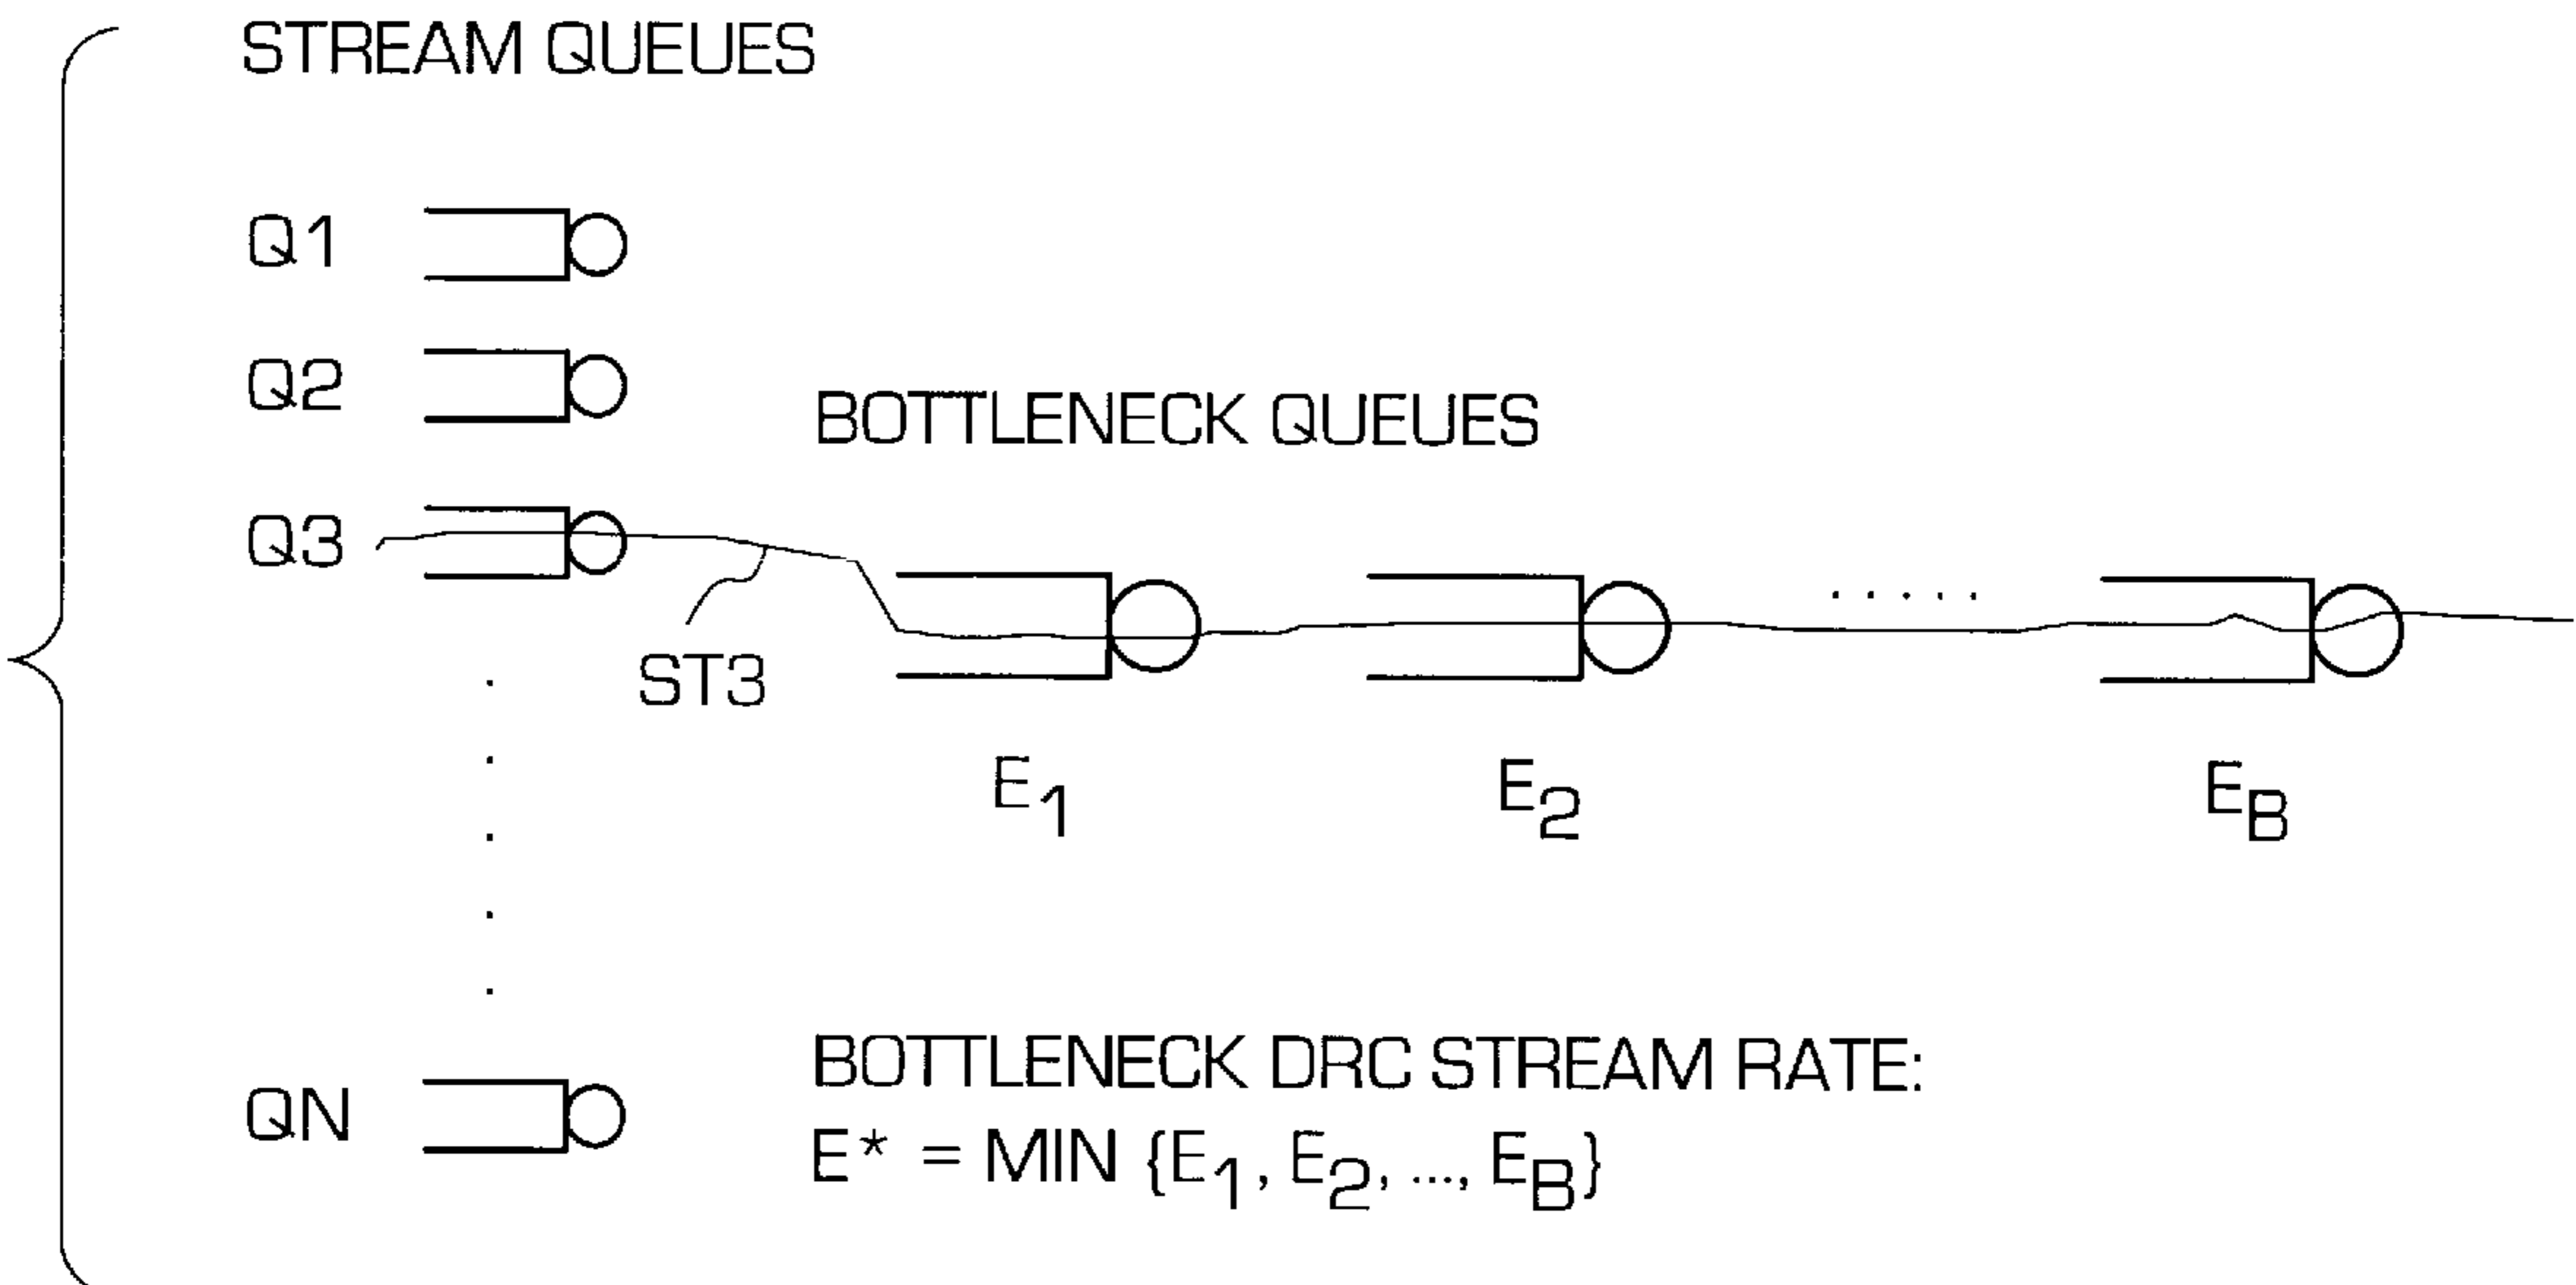 STREAM QUEUES
Q1
Q2
BOTTLENECK QUEUES
Q3
ST3
E1
E2
EB
QN
BOTTLENECK DRC STREAM RATE:
E* = MIN {E1, E2, ..., EB}